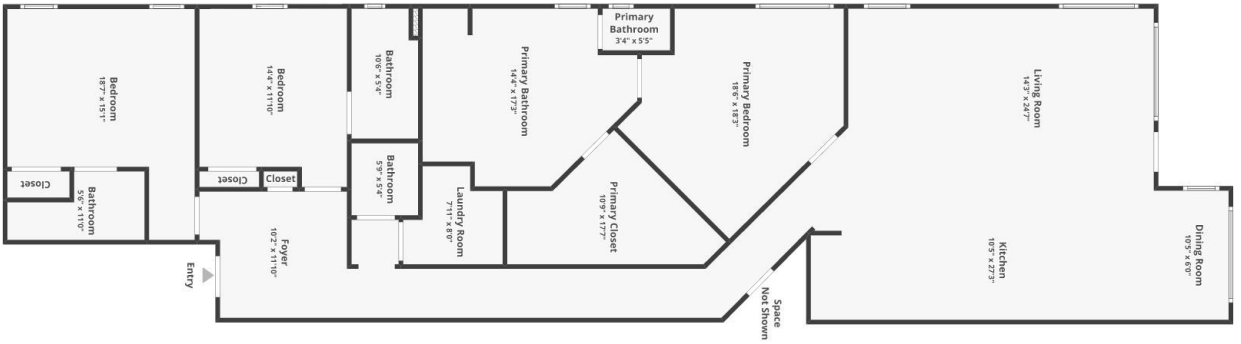 Bedroom
18'7" x 15'1"
Closet
Bathroom
5'6" x 11'0"
Bedroom
14'4" x 11'10"
Closet
Closet
Foyer
10'2" x 11'10"
Entry
Bathroom
10'6" x 5'4"
Bathroom
5'9" x 5'4"
Laundry Room
7'11" x 8'0"
Primary Bathroom
14'4" x 17'3"
Primary
Bathroom
3'4" x 5'5"
Primary Closet
10'9" x 17'7"
Primary Bedroom
18'6" x 18'3"
Space
Not Shown
Living Room
14'3" x 24'7"
Kitchen
10'5" x 27'3"
Dining Room
10'5" x 6'0"